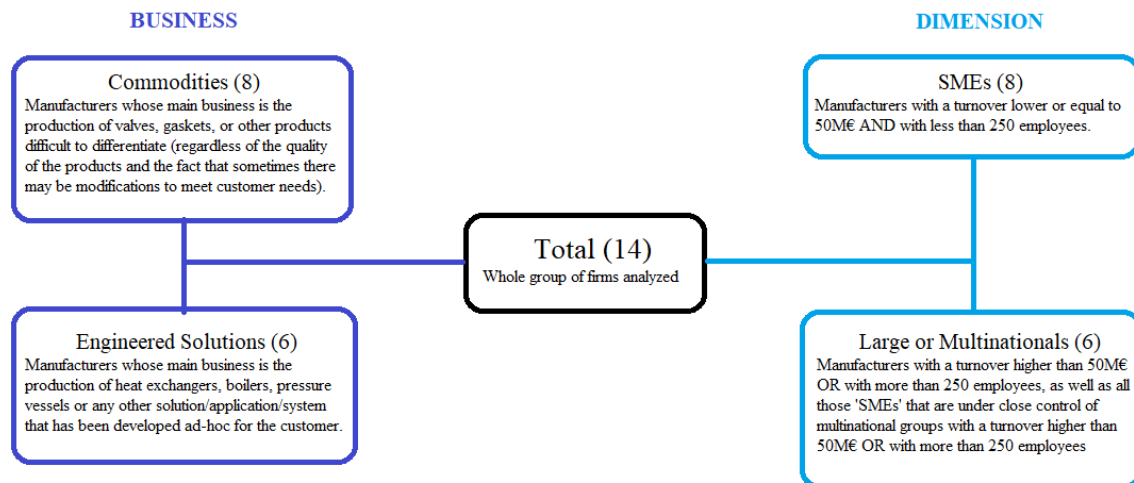 BUSINESS
Commodities (8)
Manufacturers whose main business is the
production of valves, gaskets, or other products
difficult to differentiate (regardless of the quality
of the products and the fact that sometimes there
may be modifications to meet customer needs).
Engineered Solutions (6)
Manufacturers whose main business is the
production of heat exchangers, boilers, pressure
vessels or any other solution/application/system
that has been developed ad-hoc for the customer.
Total (14)
Whole group of firms analyzed
DIMENSION
SMEs (8)
Manufacturers with a turnover lower or equal to
50M€ AND with less than 250 employees.
Large or Multinationals (6)
Manufacturers with a turnover higher than 50M€
OR with more than 250 employees, as well as all
those 'SMEs' that are under close control of
multinational groups with a turnover higher than
50M€ OR with more than 250 employees